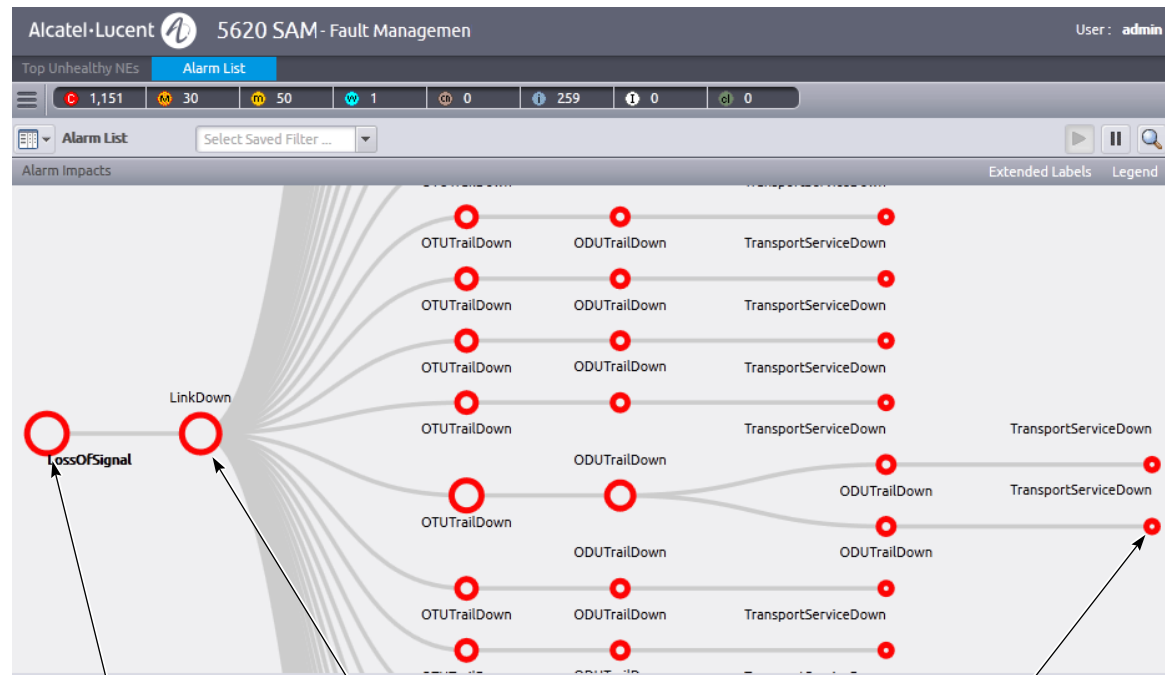 Alcatel·Lucent 5620 SAM - Fault Managemen User : admin
Top Unhealthy NEs Alarm List
C 1,151 M 30 m 50 W 1 CD 0 i 259 I 0 cl 0
Alarm List Select Saved Filter ...
Alarm Impacts Extended Labels Legend
OTUTrailDown ODUTrailDown TransportServiceDown
OTUTrailDown ODUTrailDown TransportServiceDown
OTUTrailDown ODUTrailDown TransportServiceDown
LinkDown
OTUTrailDown TransportServiceDown TransportServiceDown
LossOfSignal ODUTrailDown
ODUTrailDown TransportServiceDown
OTUTrailDown
ODUTrailDown ODUTrailDown
OTUTrailDown ODUTrailDown TransportServiceDown